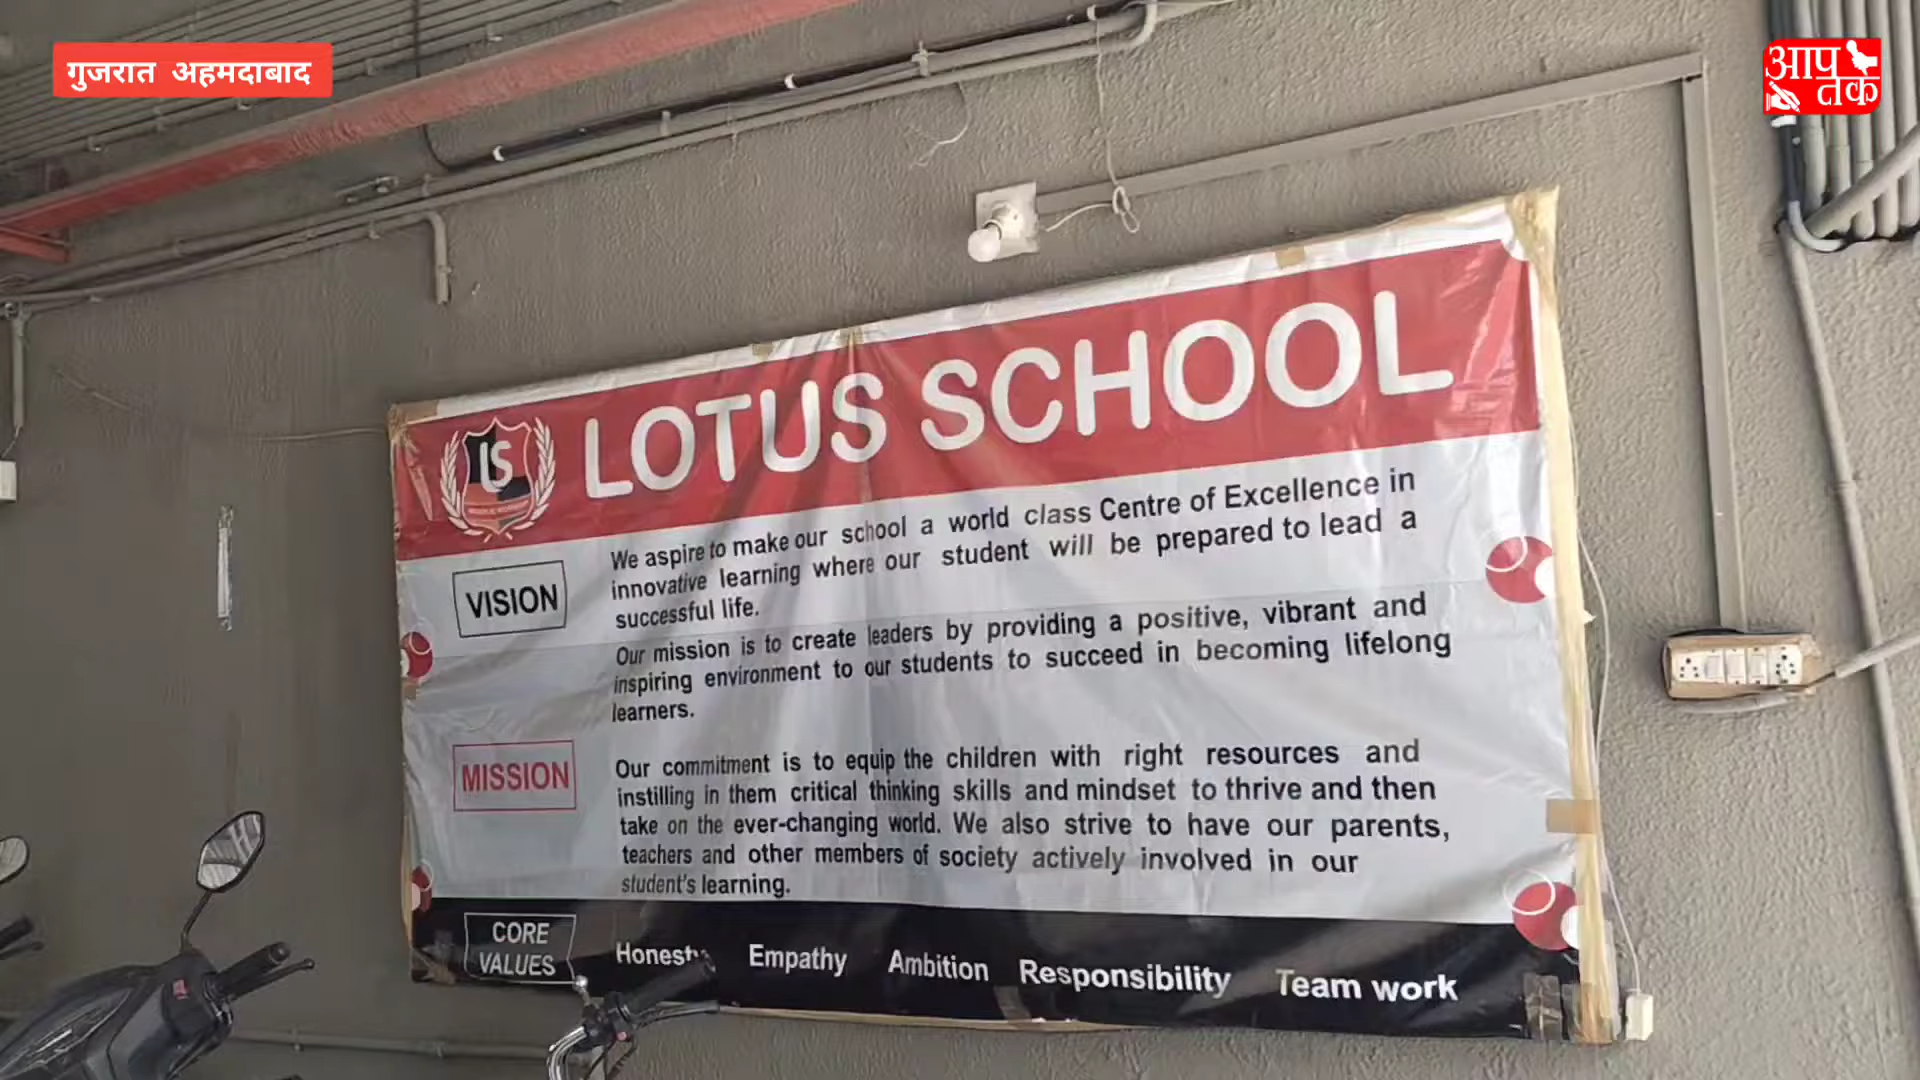 गुजरात अहमदाबाद
आप
तक
LS
LOTUS SCHOOL
VISION
We aspire to make our school a world class Centre of Excellence in
innovative learning where our student will be prepared to lead a
successful life.
Our mission is to create leaders by providing a positive, vibrant and
inspiring environment to our students to succeed in becoming lifelong
learners.
MISSION
Our commitment is to equip the children with right resources and
instilling in them critical thinking skills and mindset to thrive and then
take on the ever-changing world. We also strive to have our parents,
teachers and other members of society actively involved in our
student's learning.
CORE
VALUES
Honesty Empathy Ambition Responsibility Team work